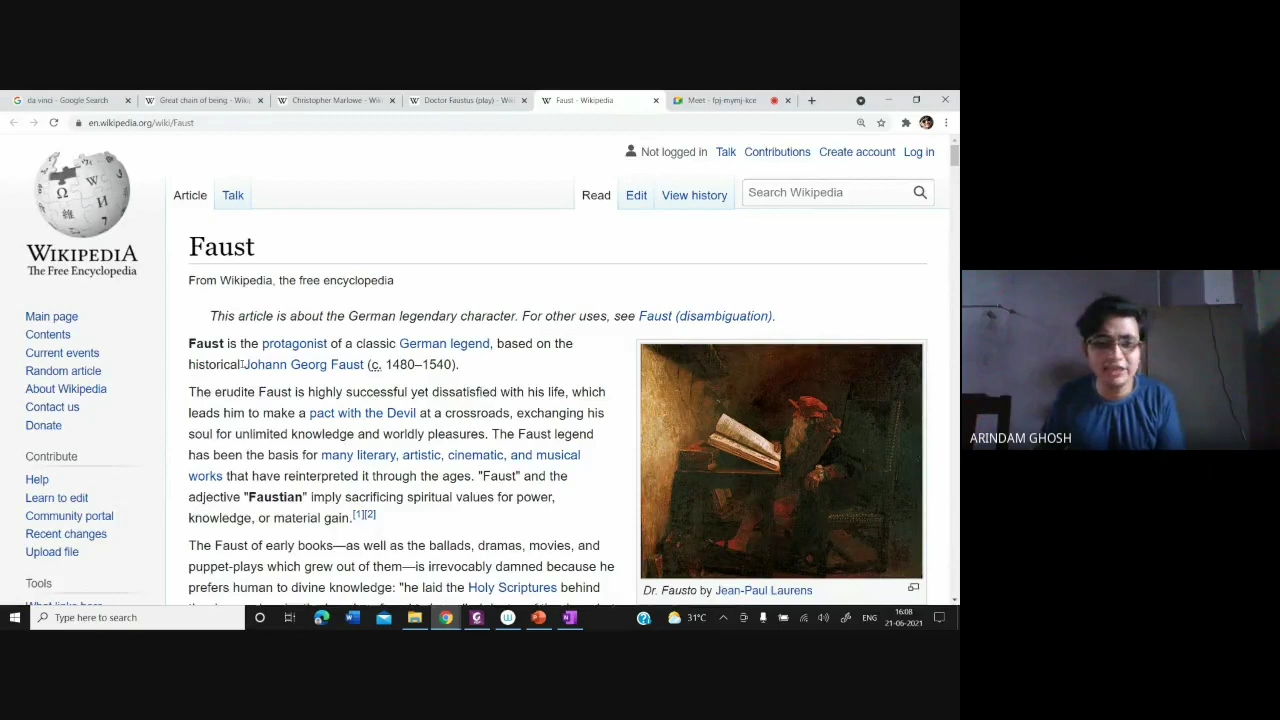 da vinci - Google Search
Great chain of being - Wiki
Christopher Marlowe - Wiki
Doctor Faustus (play) - Wiki
Faust - Wikipedia
Meet - fpj-mymj-kce
en.wikipedia.org/wiki/Faust
Not logged in Talk Contributions Create account Log in
Article Talk Read Edit View history Search Wikipedia
WIKIPEDIA
The Free Encyclopedia
Main page
Contents
Current events
Random article
About Wikipedia
Contact us
Donate
Contribute
Help
Learn to edit
Community portal
Recent changes
Upload file
Tools
What links here
Faust
From Wikipedia, the free encyclopedia
This article is about the German legendary character. For other uses, see Faust (disambiguation).
Faust is the protagonist of a classic German legend, based on the
historical Johann Georg Faust (c. 1480–1540).
The erudite Faust is highly successful yet dissatisfied with his life, which
leads him to make a pact with the Devil at a crossroads, exchanging his
soul for unlimited knowledge and worldly pleasures. The Faust legend
has been the basis for many literary, artistic, cinematic, and musical
works that have reinterpreted it through the ages. "Faust" and the
adjective "Faustian" imply sacrificing spiritual values for power,
knowledge, or material gain.[1][2]
The Faust of early books—as well as the ballads, dramas, movies, and
puppet-plays which grew out of them—is irrevocably damned because he
prefers human to divine knowledge: "he laid the Holy Scriptures behind
Dr. Fausto by Jean-Paul Laurens
ARINDAM GHOSH
Type here to search
31°C
ENG
16:08
21-06-2021